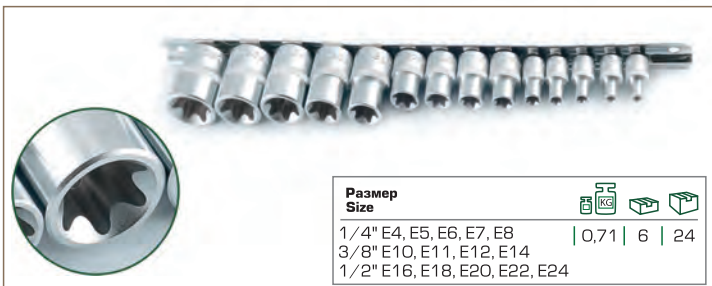 Размер
Size
KG
1/4" E4, E5, E6, E7, E8 0,71 6 24
3/8" E10, E11, E12, E14
1/2" E16, E18, E20, E22, E24